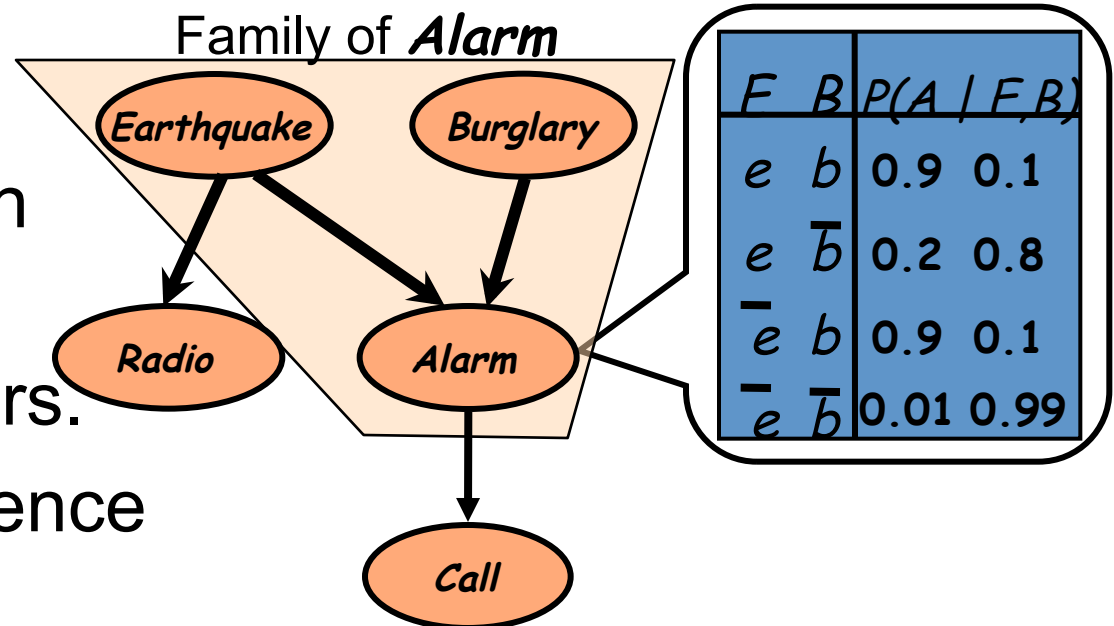 Family of Alarm
Earthquake
Burglary
n
Radio
Alarm
rs.
ence
Call
E B P(A | E,B)
e b 0.9 0.1
e b̅ 0.2 0.8
e̅ b 0.9 0.1
e̅ b̅ 0.01 0.99